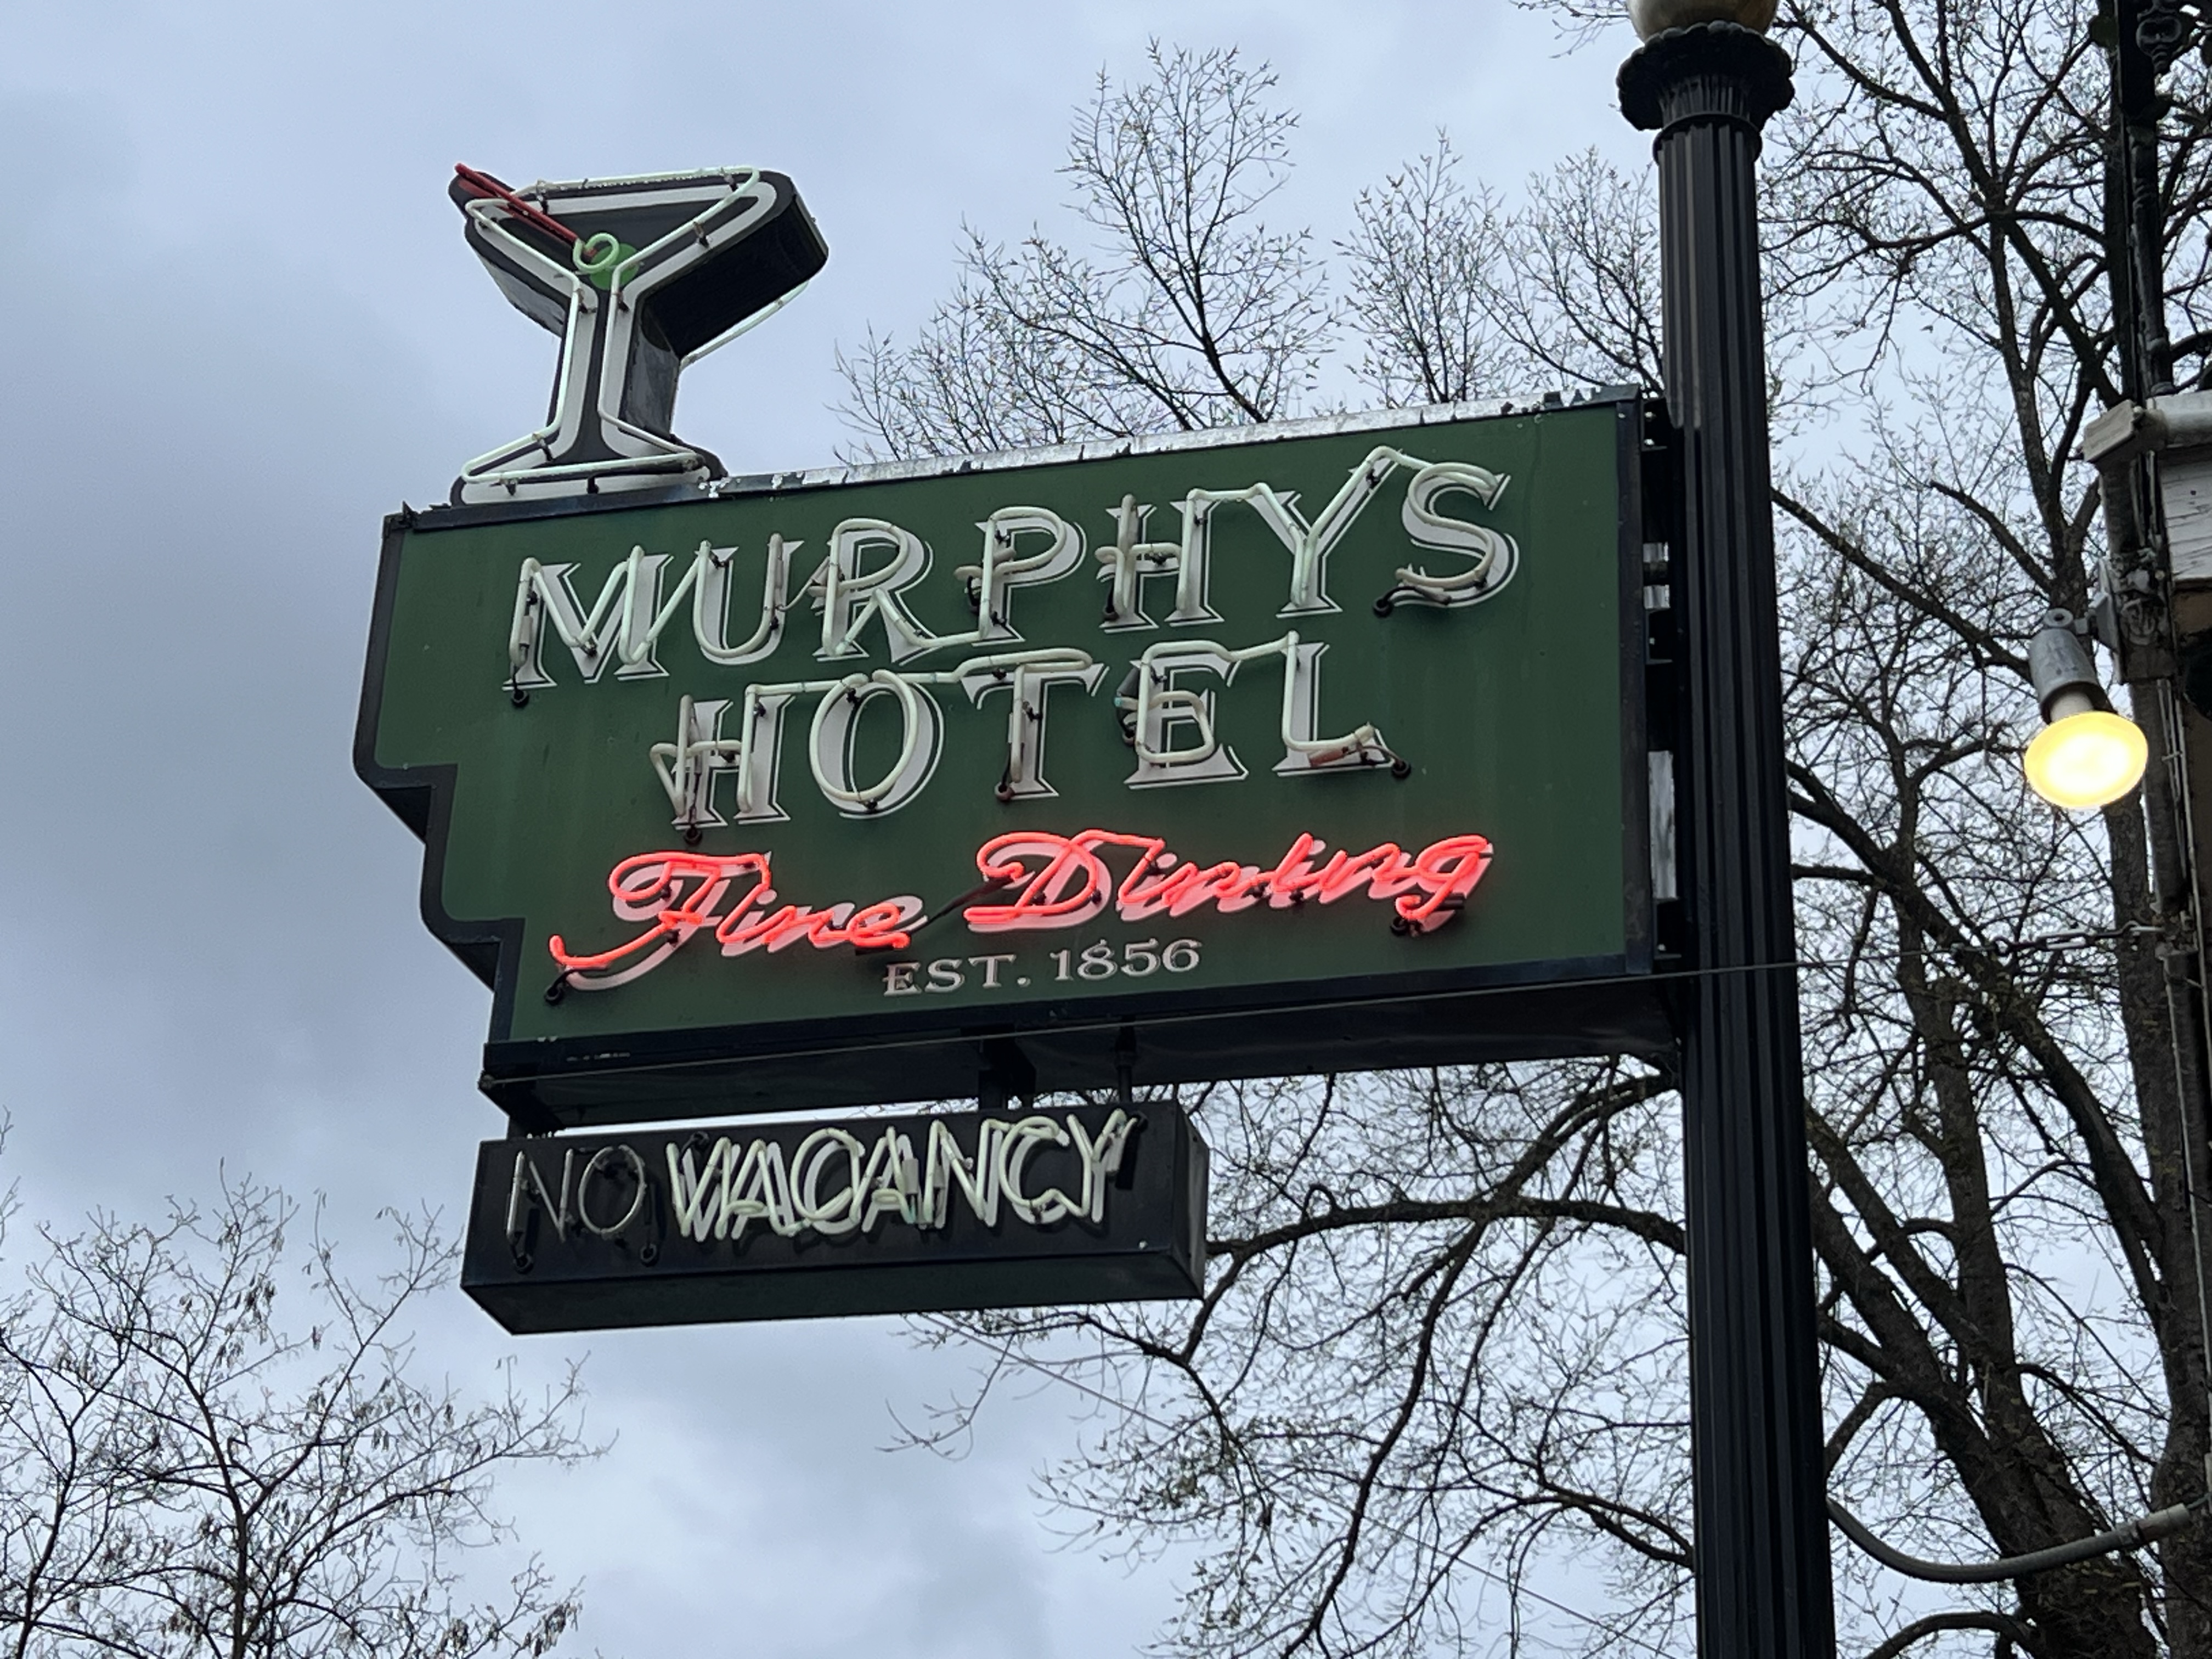 MURPHYS
HOTEL
Fine Dining
EST. 1856
NO VACANCY